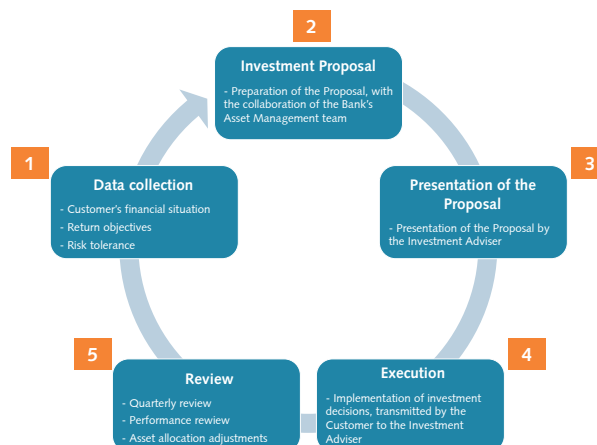 1
Data collection
- Customer's financial situation
- Return objectives
- Risk tolerance
2
Investment Proposal
- Preparation of the Proposal, with
the collaboration of the Bank's
Asset Management team
3
Presentation of the
Proposal
- Presentation of the Proposal by
the Investment Adviser
4
Execution
- Implementation of investment
decisions, transmitted by the
Customer to the Investment
Adviser
5
Review
- Quarterly review
- Performance rewiew
- Asset allocation adjustments